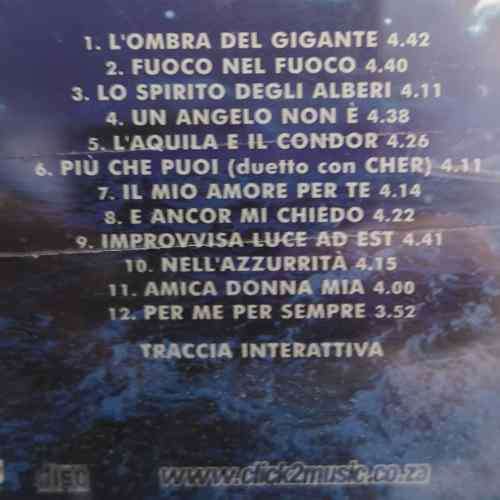 1. L'OMBRA DEL GIGANTE 4.42
2. FUOCO NEL FUOCO 4.40
3. LO SPIRITO DEGLI ALBERI 4.11
4. UN ANGELO NON È 4.38
5. L'AQUILA E IL CONDOR 4.26
6. PIÙ CHE PUOI (duetto con CHER) 4.11
7. IL MIO AMORE PER TE 4.14
8. E ANCOR MI CHIEDO 4.22
9. IMPROVVISA LUCE AD EST 4.41
10. NELL'AZZURRITÀ 4.15
11. AMICA DONNA MIA 4.00
12. PER ME PER SEMPRE 3.52
TRACCIA INTERATTIVA
disc www.click2music.co.za